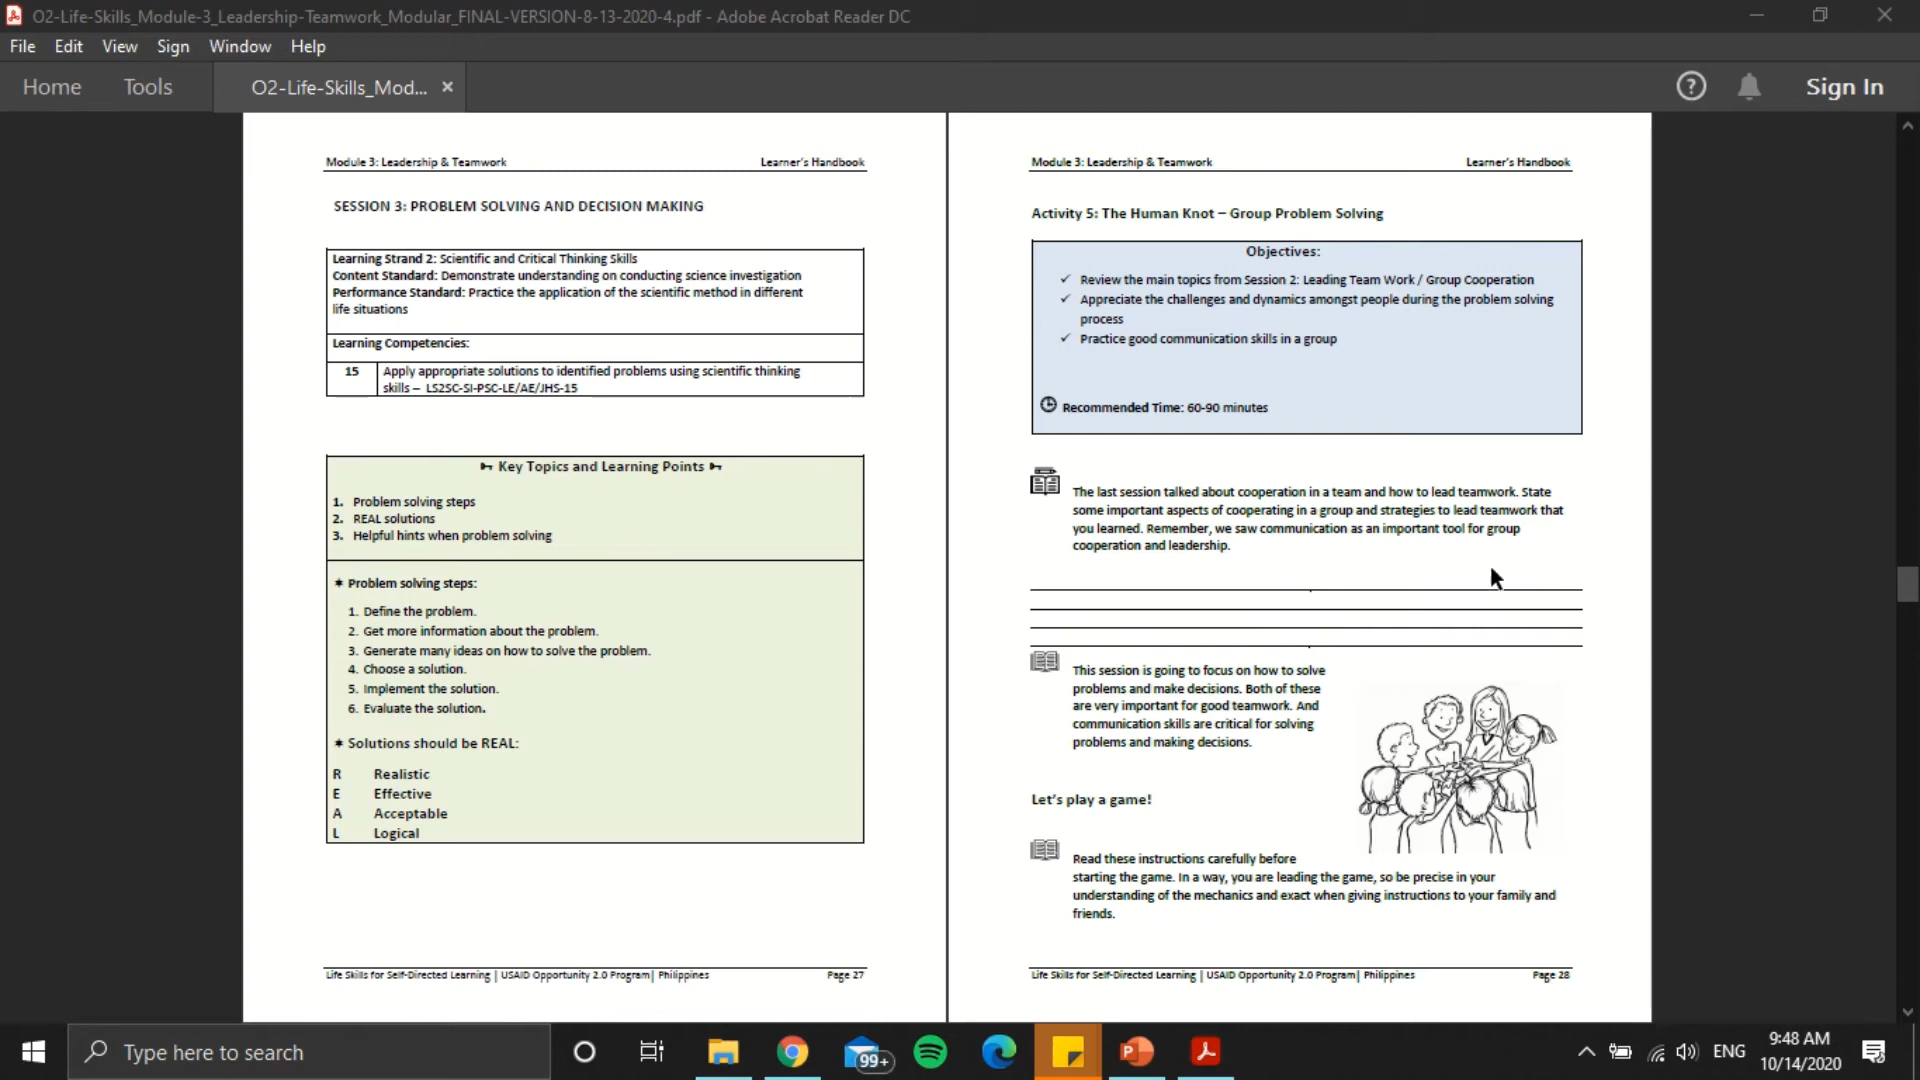 O2-Life-Skills_Module-3_Leadership-Teamwork_Modular_FINAL-VERSION-8-13-2020-4.pdf - Adobe Acrobat Reader DC
File Edit View Sign Window Help
Home Tools O2-Life-Skills_Mod... × ? Sign In
Module 3: Leadership & Teamwork Learner's Handbook
SESSION 3: PROBLEM SOLVING AND DECISION MAKING
Learning Strand 2: Scientific and Critical Thinking Skills
Content Standard: Demonstrate understanding on conducting science investigation
Performance Standard: Practice the application of the scientific method in different
life situations
Learning Competencies:
15 Apply appropriate solutions to identified problems using scientific thinking
skills – LS2SC-SI-PSC-LE/AE/JHS-15
Key Topics and Learning Points
1. Problem solving steps
2. REAL solutions
3. Helpful hints when problem solving
✶ Problem solving steps:
1. Define the problem.
2. Get more information about the problem.
3. Generate many ideas on how to solve the problem.
4. Choose a solution.
5. Implement the solution.
6. Evaluate the solution.
✶ Solutions should be REAL:
R Realistic
E Effective
A Acceptable
L Logical
Life Skills for Self-Directed Learning | USAID Opportunity 2.0 Program| Philippines Page 27
Module 3: Leadership & Teamwork Learner's Handbook
Activity 5: The Human Knot – Group Problem Solving
Objectives:
✓ Review the main topics from Session 2: Leading Team Work / Group Cooperation
✓ Appreciate the challenges and dynamics amongst people during the problem solving
process
✓ Practice good communication skills in a group
Recommended Time: 60-90 minutes
The last session talked about cooperation in a team and how to lead teamwork. State
some important aspects of cooperating in a group and strategies to lead teamwork that
you learned. Remember, we saw communication as an important tool for group
cooperation and leadership.
This session is going to focus on how to solve
problems and make decisions. Both of these
are very important for good teamwork. And
communication skills are critical for solving
problems and making decisions.
Let's play a game!
Read these instructions carefully before
starting the game. In a way, you are leading the game, so be precise in your
understanding of the mechanics and exact when giving instructions to your family and
friends.
Life Skills for Self-Directed Learning | USAID Opportunity 2.0 Program| Philippines Page 28
Type here to search 99+ P ENG 9:48 AM
10/14/2020